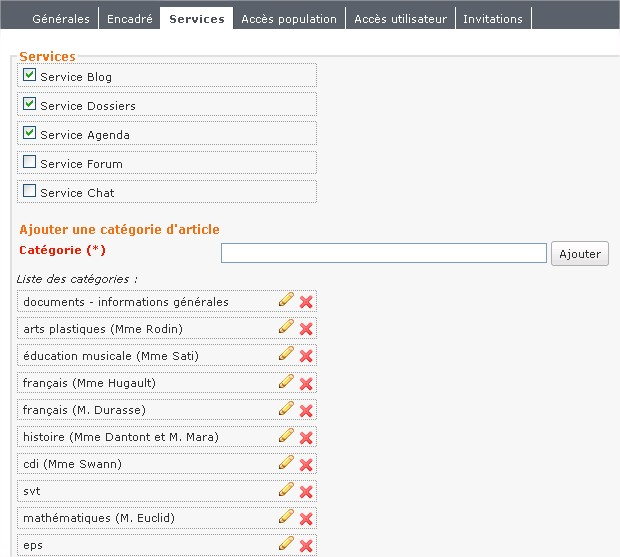 Générales Encadré Services Accès population Accès utilisateur Invitations
Services
Service Blog
Service Dossiers
Service Agenda
Service Forum
Service Chat
Ajouter une catégorie d'article
Catégorie (*) Ajouter
Liste des catégories :
documents - informations générales
arts plastiques (Mme Rodin)
éducation musicale (Mme Sati)
français (Mme Hugault)
français (M. Durasse)
histoire (Mme Dantont et M. Mara)
cdi (Mme Swann)
svt
mathématiques (M. Euclid)
eps